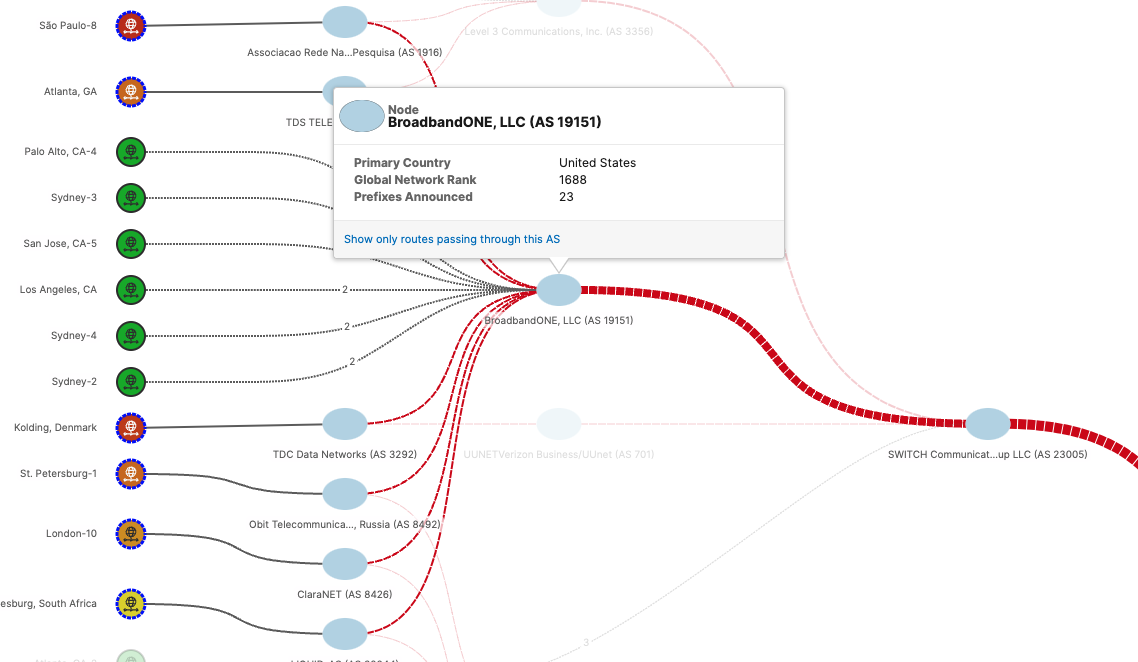 São Paulo-8
Level 3 Communications, Inc. (AS 3356)
Associacao Rede Na...Pesquisa (AS 1916)
Atlanta, GA
TDS TELE
Node
BroadbandONE, LLC (AS 19151)
Palo Alto, CA-4
Primary Country United States
Global Network Rank 1688
Prefixes Announced 23
Sydney-3
San Jose, CA-5
Show only routes passing through this AS
Los Angeles, CA
2
BroadbandONE, LLC (AS 19151)
Sydney-4
2
2
Sydney-2
Kolding, Denmark
TDC Data Networks (AS 3292)
UUNETVerizon Business/UUnet (AS 701)
SWITCH Communicat...up LLC (AS 23005)
St. Petersburg-1
Obit Telecommunica..., Russia (AS 8492)
London-10
ClaraNET (AS 8426)
esburg, South Africa
3